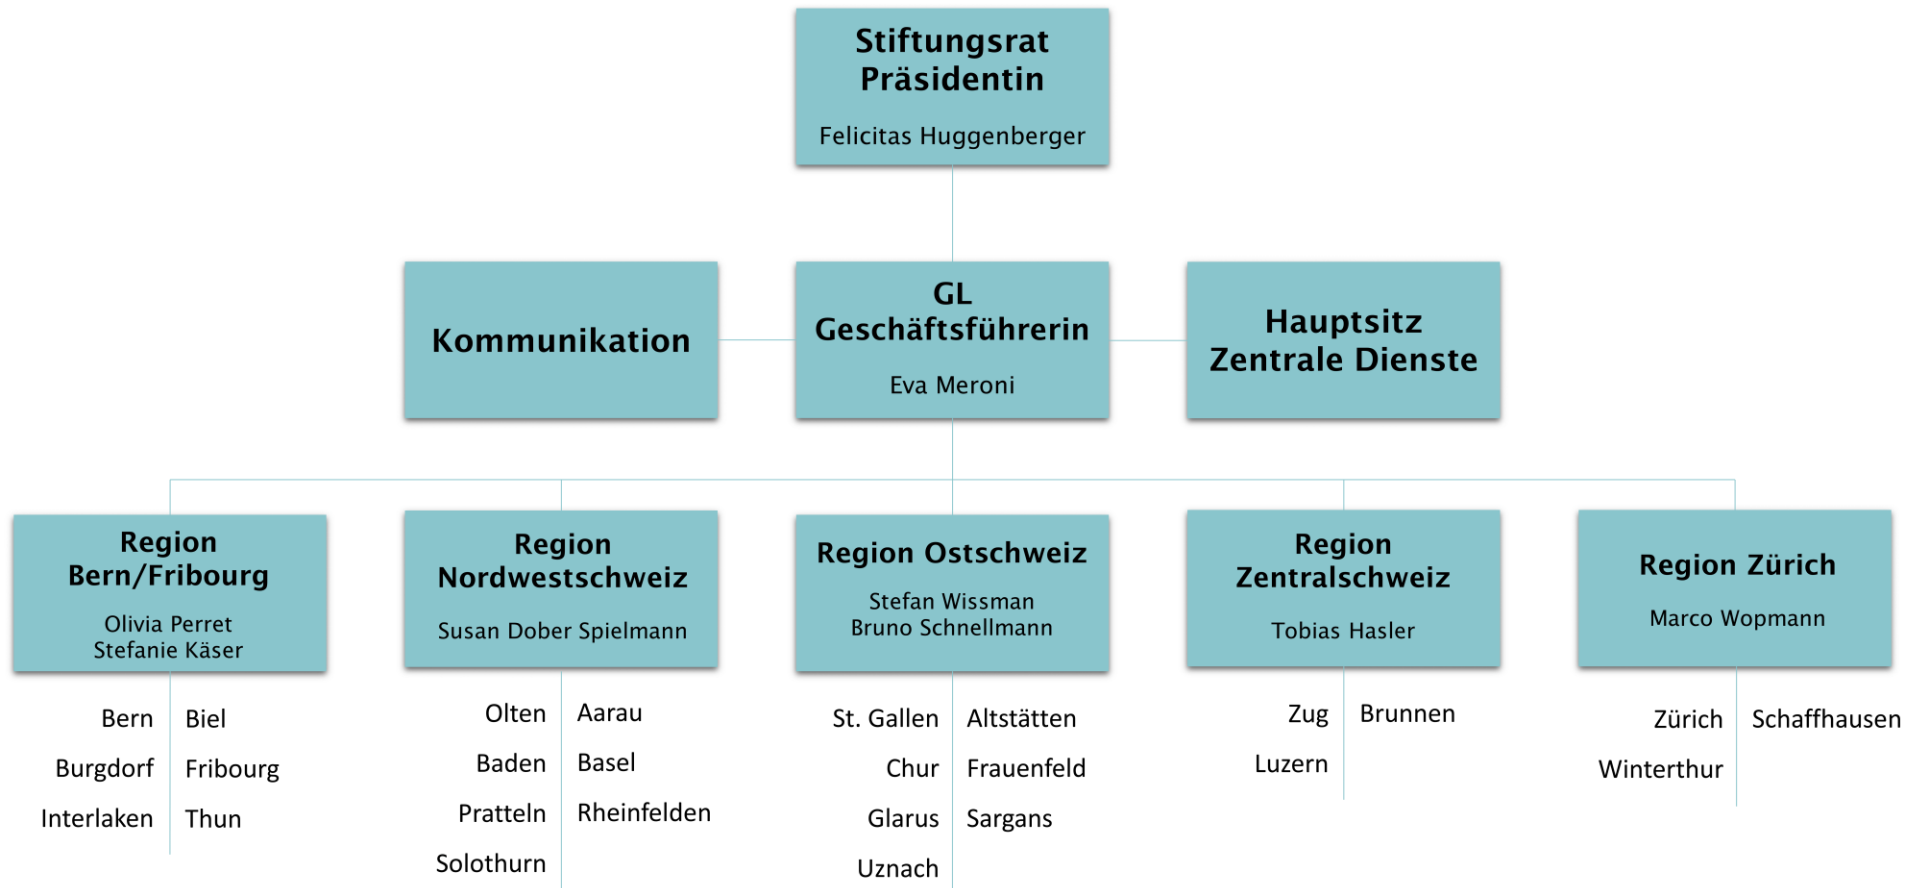 Stiftungsrat
Präsidentin
Felicitas Huggenberger
Kommunikation
GL
Geschäftsführerin
Eva Meroni
Hauptsitz
Zentrale Dienste
Region
Bern/Fribourg
Olivia Perret
Stefanie Käser
Bern
Biel
Burgdorf
Fribourg
Interlaken
Thun
Region
Nordwestschweiz
Susan Dober Spielmann
Olten
Aarau
Baden
Basel
Pratteln
Rheinfelden
Solothurn
Region Ostschweiz
Stefan Wissman
Bruno Schnellmann
St. Gallen
Altstätten
Chur
Frauenfeld
Glarus
Sargans
Uznach
Region
Zentralschweiz
Tobias Hasler
Zug
Brunnen
Luzern
Region Zürich
Marco Wopmann
Zürich
Schaffhausen
Winterthur